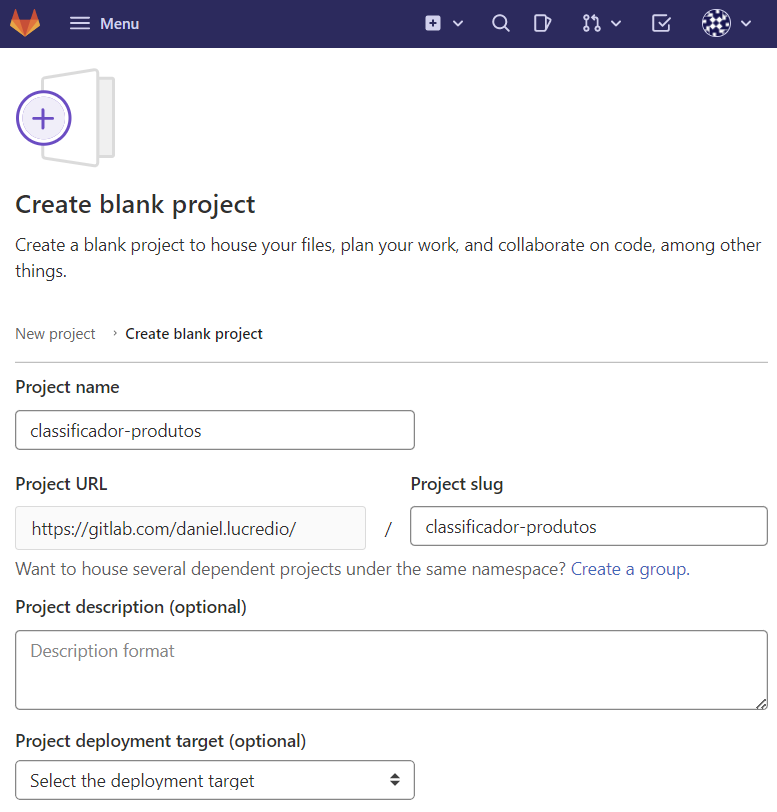 Menu
Create blank project
Create a blank project to house your files, plan your work, and collaborate on code, among other
things.
New project › Create blank project
Project name
classificador-produtos
Project URL
Project slug
https://gitlab.com/daniel.lucredio/
/
classificador-produtos
Want to house several dependent projects under the same namespace? Create a group.
Project description (optional)
Description format
Project deployment target (optional)
Select the deployment target